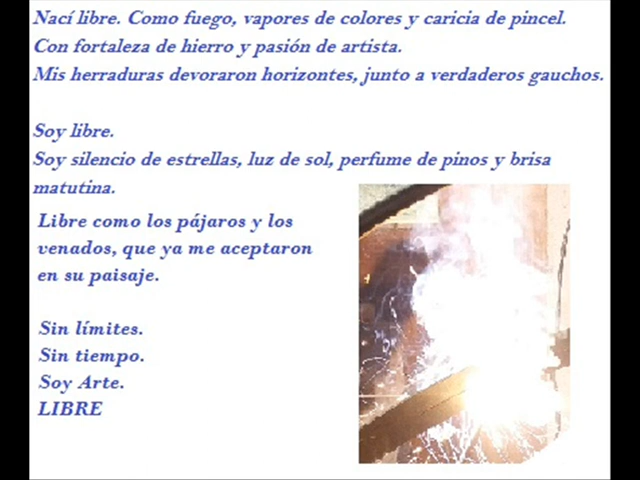 Nací libre. Como fuego, vapores de colores y caricia de pincel.
Con fortaleza de hierro y pasión de artista.
Mis herraduras devoraron horizontes, junto a verdaderos gauchos.
Soy libre.
Soy silencio de estrellas, luz de sol, perfume de pinos y brisa
matutina.
Libre como los pájaros y los
venados, que ya me aceptaron
en su paisaje.
Sin límites.
Sin tiempo.
Soy Arte.
LIBRE